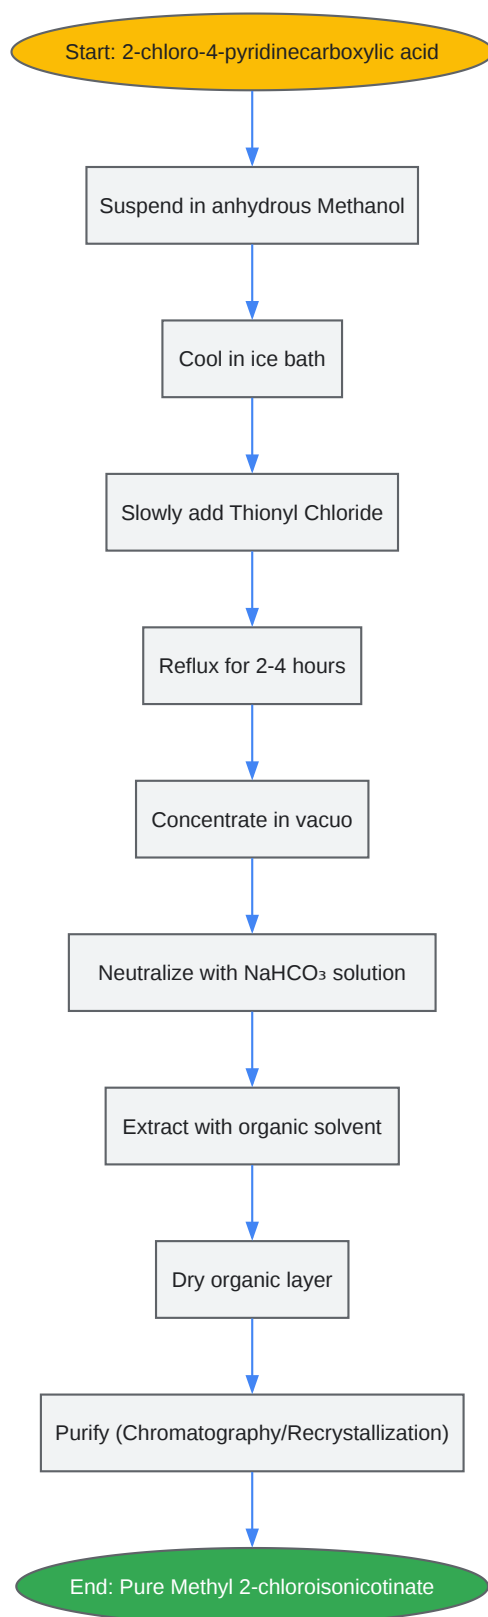 Start: 2-chloro-4-pyridinecarboxylic acid
Suspend in anhydrous Methanol
Cool in ice bath
Slowly add Thionyl Chloride
Reflux for 2-4 hours
Concentrate in vacuo
Neutralize with NaHCO₃ solution
Extract with organic solvent
Dry organic layer
Purify (Chromatography/Recrystallization)
End: Pure Methyl 2-chloroisonicotinate